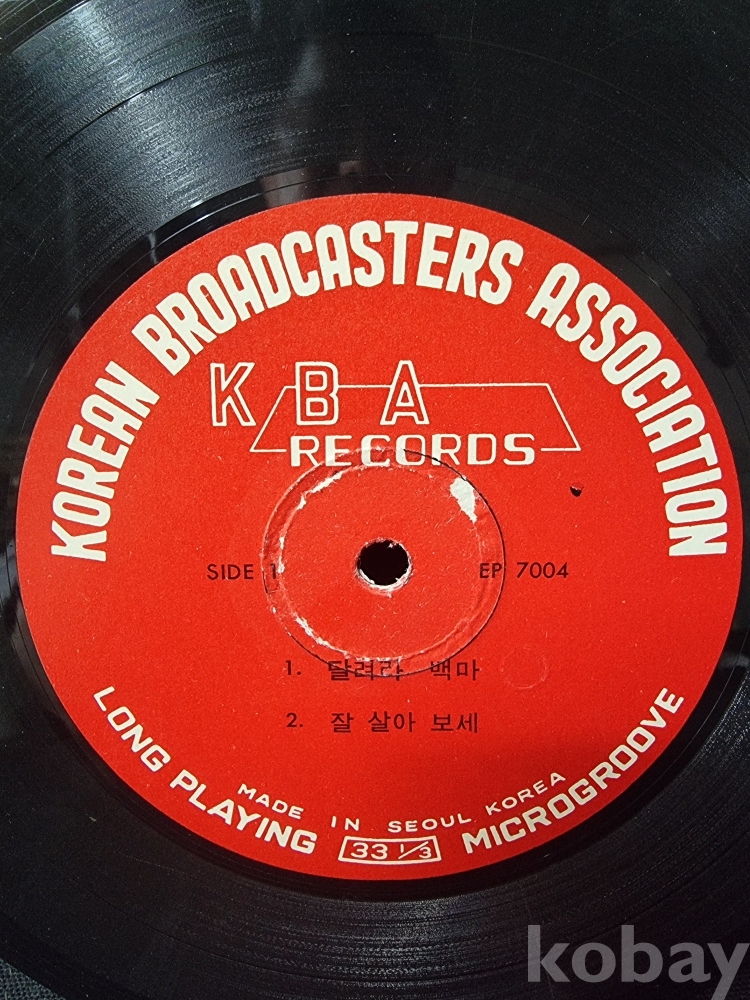 KOREAN BROADCASTERS ASSOCIATION
K B A
RECORDS
SIDE 1
EP 7004
1. 달려라 백마
2. 잘 살아 보세
MADE IN SEOUL KOREA
LONG PLAYING 33 1/3 MICROGROOVE
kobay